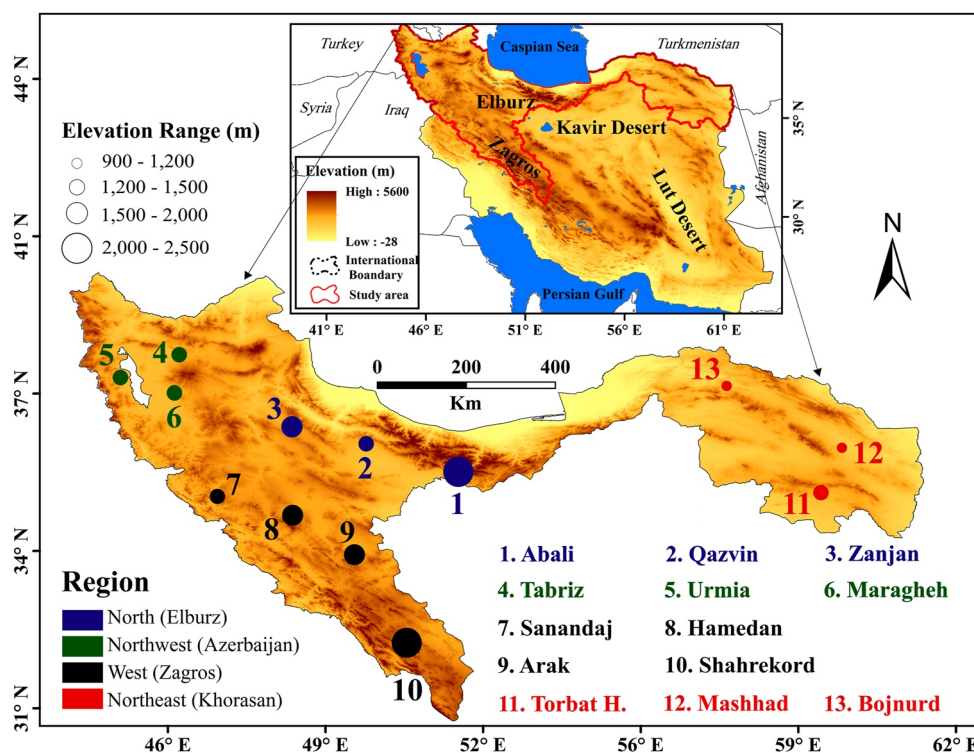 Turkey
Caspian Sea
Turkmenistan
Syria
Iraq
Elburz
Kavir Desert
Zagros
Lut Desert
Afghanistan
Persian Gulf
Elevation (m)
High : 5600
Low : -28
International
Boundary
Study area
35° N
30° N
41° E
46° E
51° E
56° E
61° E
Elevation Range (m)
900 - 1,200
1,200 - 1,500
1,500 - 2,000
2,000 - 2,500
N
0 200 400
Km
44° N
41° N
37° N
34° N
31° N
5
4
6
3
2
1
7
8
9
10
13
12
11
Region
North (Elburz)
Northwest (Azerbaijan)
West (Zagros)
Northeast (Khorasan)
1. Abali 2. Qazvin 3. Zanjan
4. Tabriz 5. Urmia 6. Maragheh
7. Sanandaj 8. Hamedan
9. Arak 10. Shahrekord
11. Torbat H. 12. Mashhad 13. Bojnurd
46° E 49° E 52° E 55° E 59° E 62° E